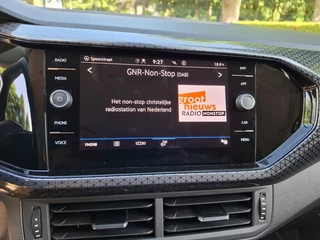 RADIO
MEDIA
PHONE
VOICE
Spoorstraat
9:27
18.0
GNR-Non-Stop (DAB)
Het non-stop christelijke
radiostation van Nederland
groot
nieuws
RADIO NONSTOP
NAV
APP
CAR
MENU